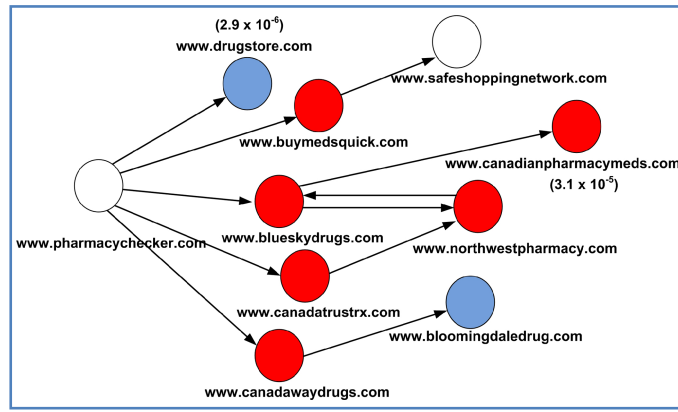 (2.9 x 10⁻⁶)
www.drugstore.com
www.safeshoppingnetwork.com
www.buymedsquick.com
www.canadianpharmacymeds.com
(3.1 x 10⁻⁵)
www.pharmacychecker.com
www.blueskydrugs.com
www.northwestpharmacy.com
www.canadatrustrx.com
www.bloomingdaledrug.com
www.canadawaydrugs.com